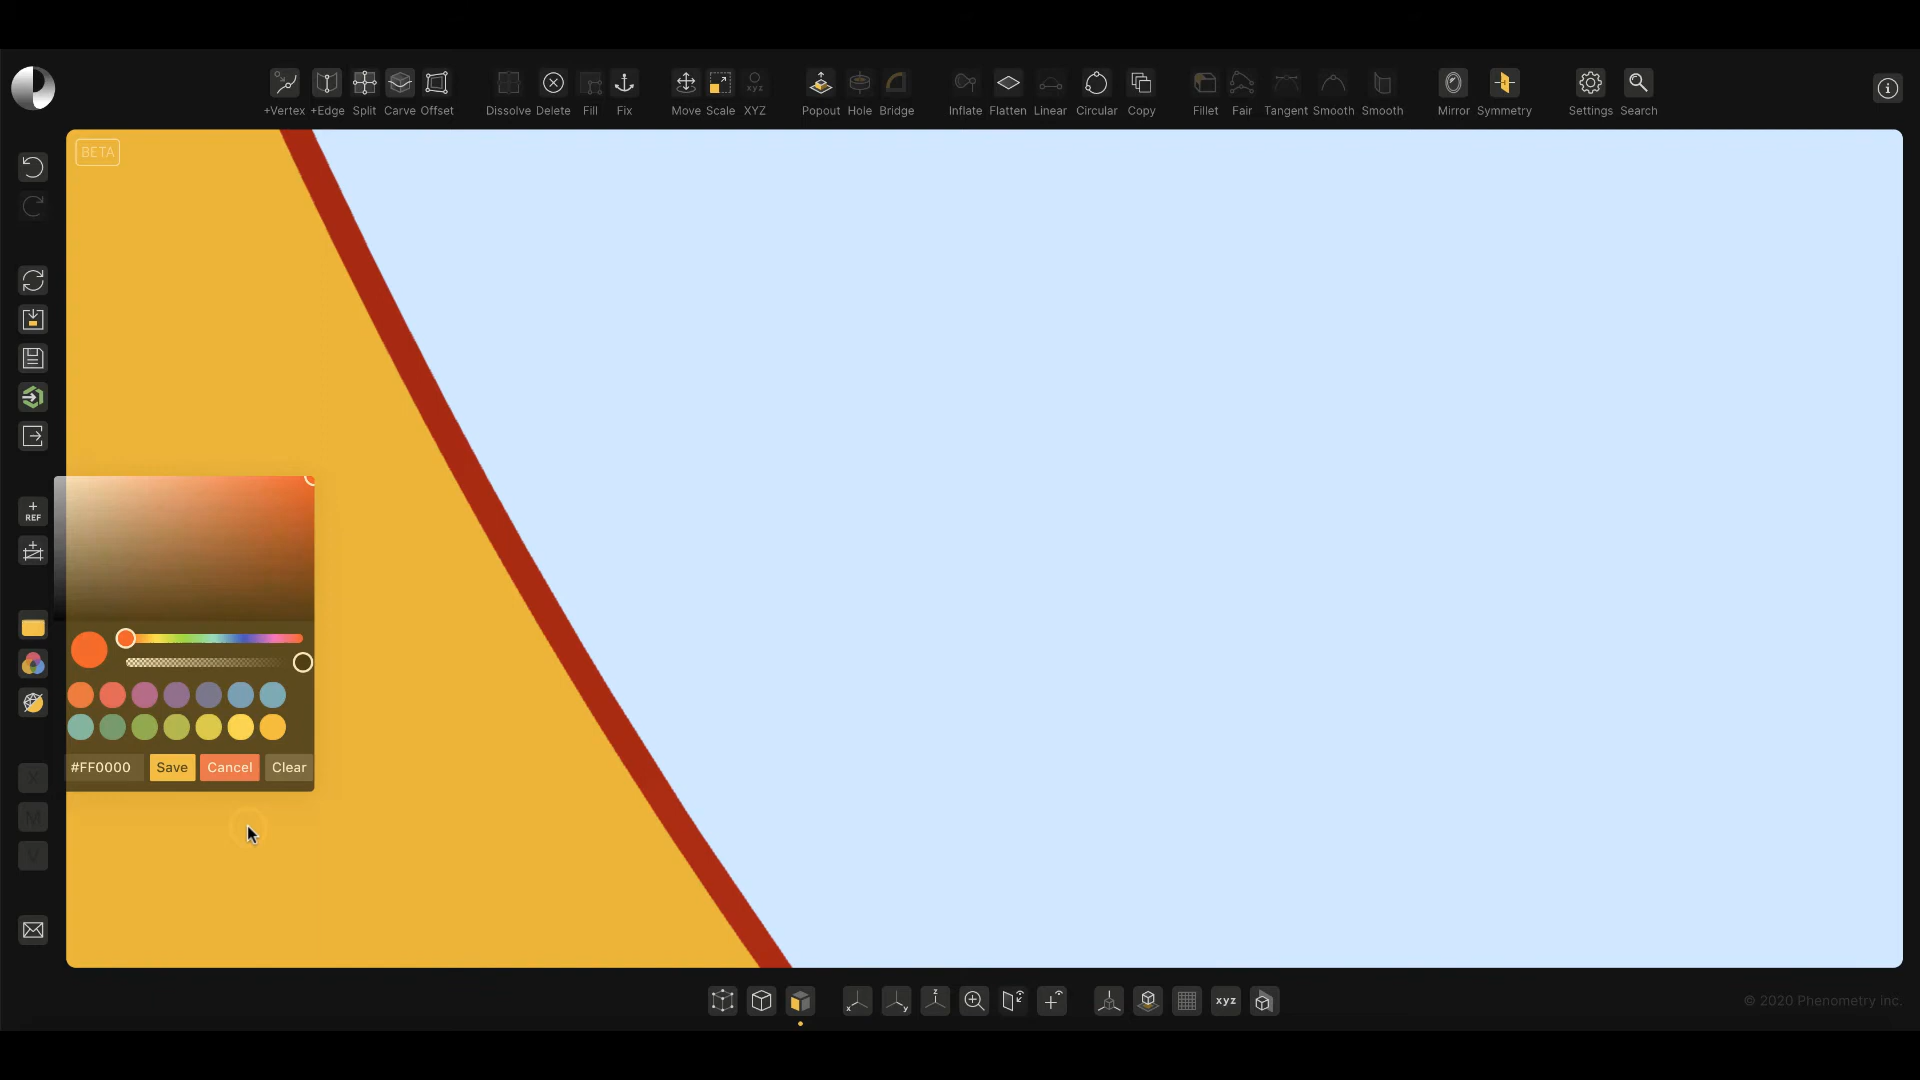 +Vertex +Edge Split Carve Offset Dissolve Delete Fill Fix Move Scale XYZ Popout Hole Bridge Inflate Flatten Linear Circular Copy Fillet Fair Tangent Smooth Smooth Mirror Symmetry Settings Search
xyz
BETA
+ REF
#FF0000 Save Cancel Clear
X
M
V
x y z xyz
© 2020 Phenometry inc.